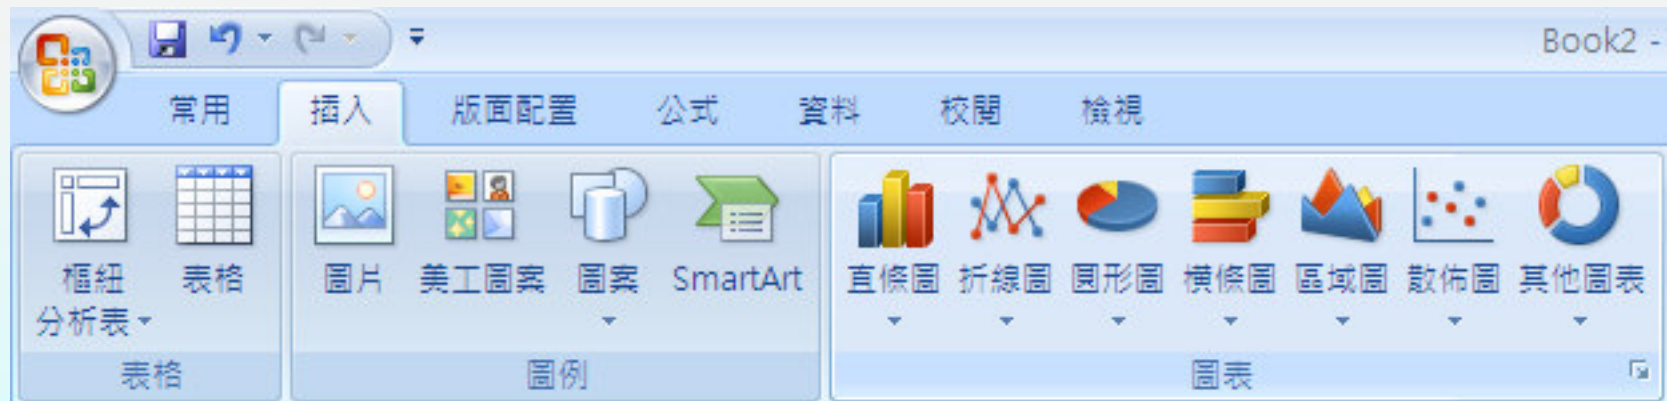 Book2 -
常用 插入 版面配置 公式 資料 校閱 檢視
樞紐 表格 圖片 美工圖案 圖案 SmartArt 直條圖 折線圖 圓形圖 橫條圖 區域圖 散佈圖 其他圖表
分析表
表格 圖例 圖表